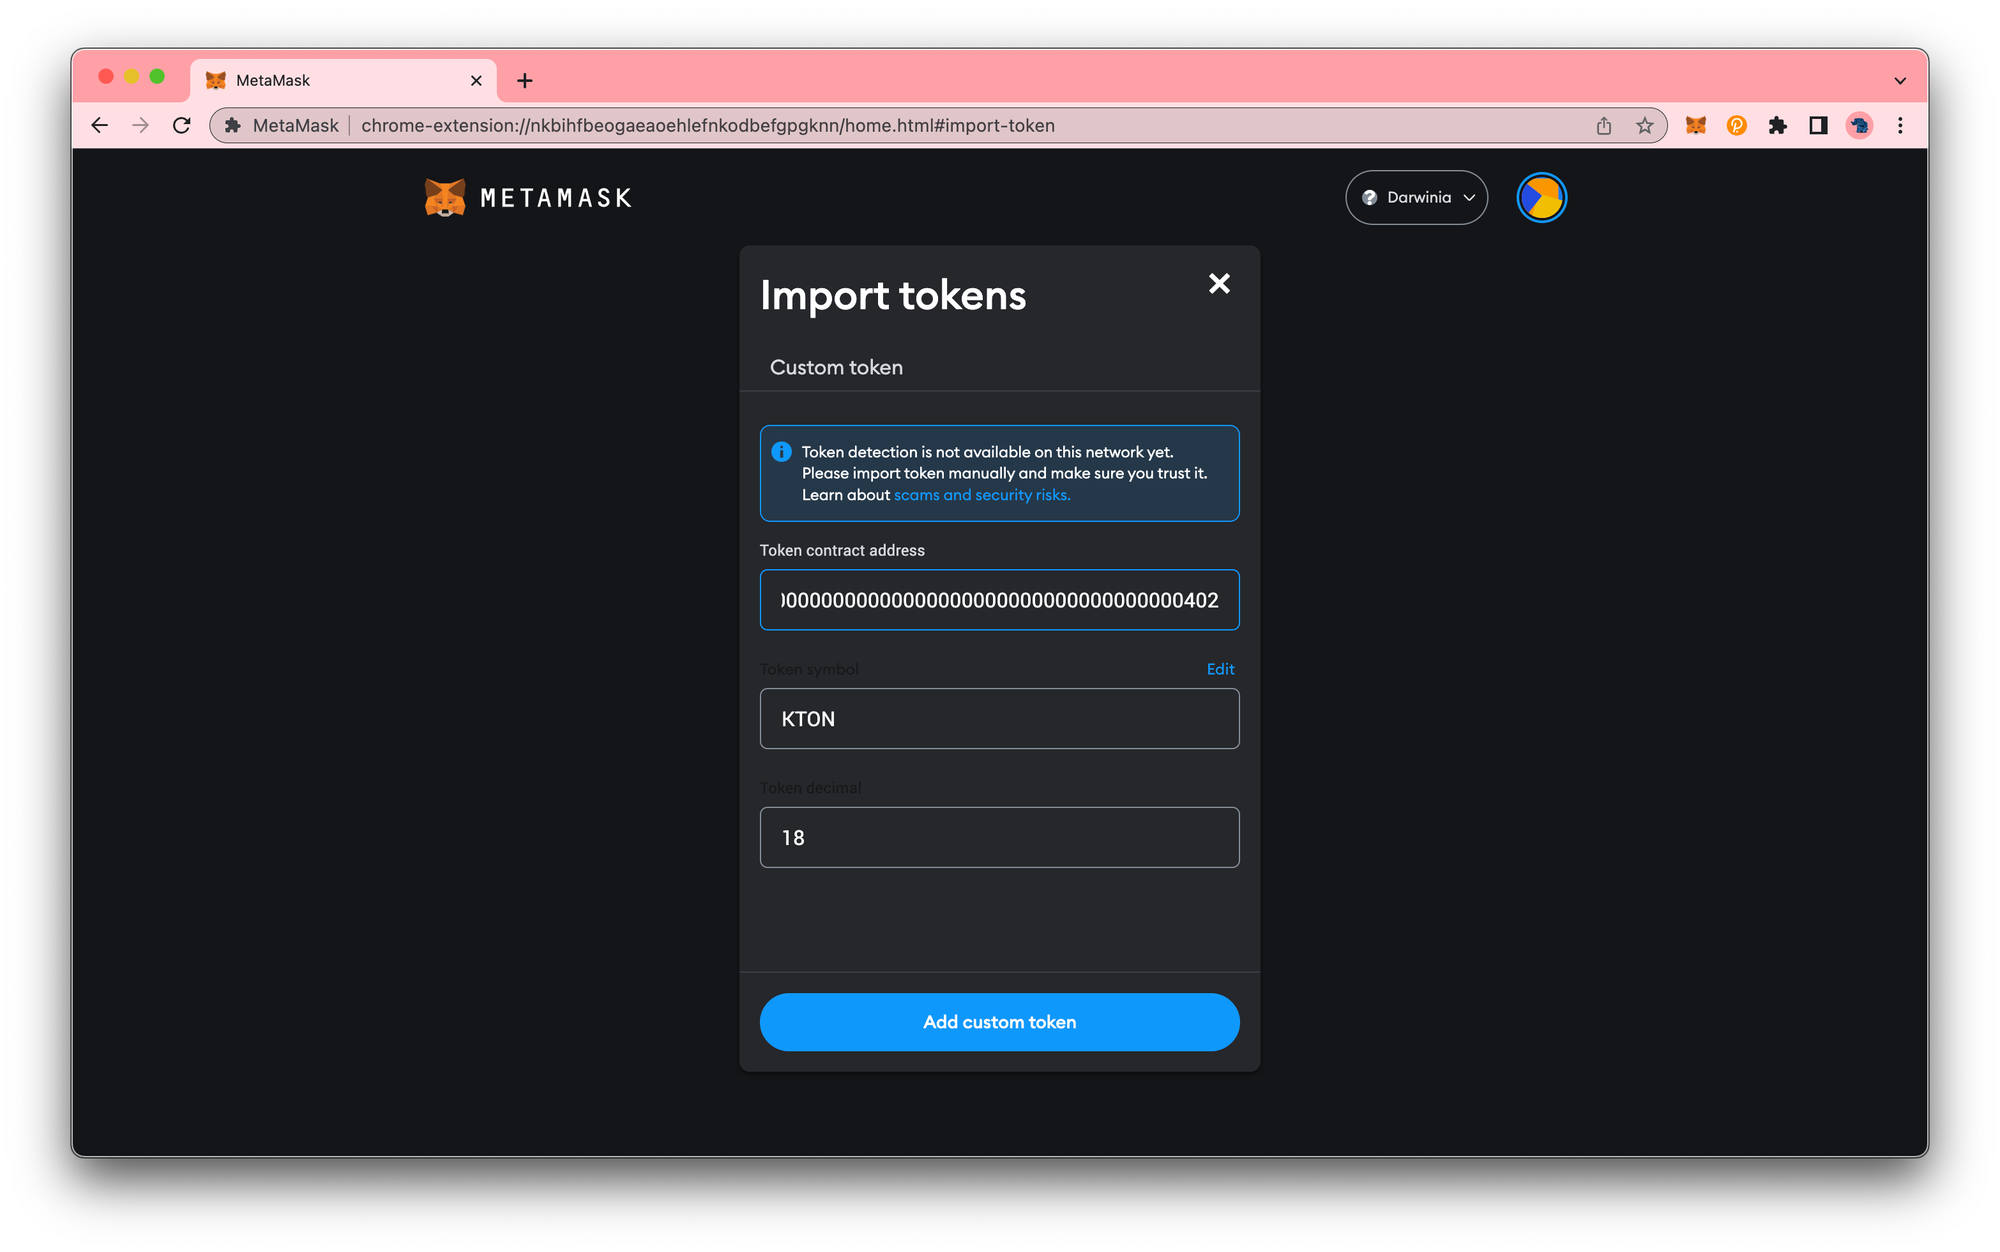 MetaMask
MetaMask chrome-extension://nkbihfbeogaeaoehlefnkodbefgpgknn/home.html#import-token
METAMASK
Darwinia
Import tokens
Custom token
Token detection is not available on this network yet.
Please import token manually and make sure you trust it.
Learn about scams and security risks.
Token contract address
Token symbol
Edit
KTON
Token decimal
18
Add custom token